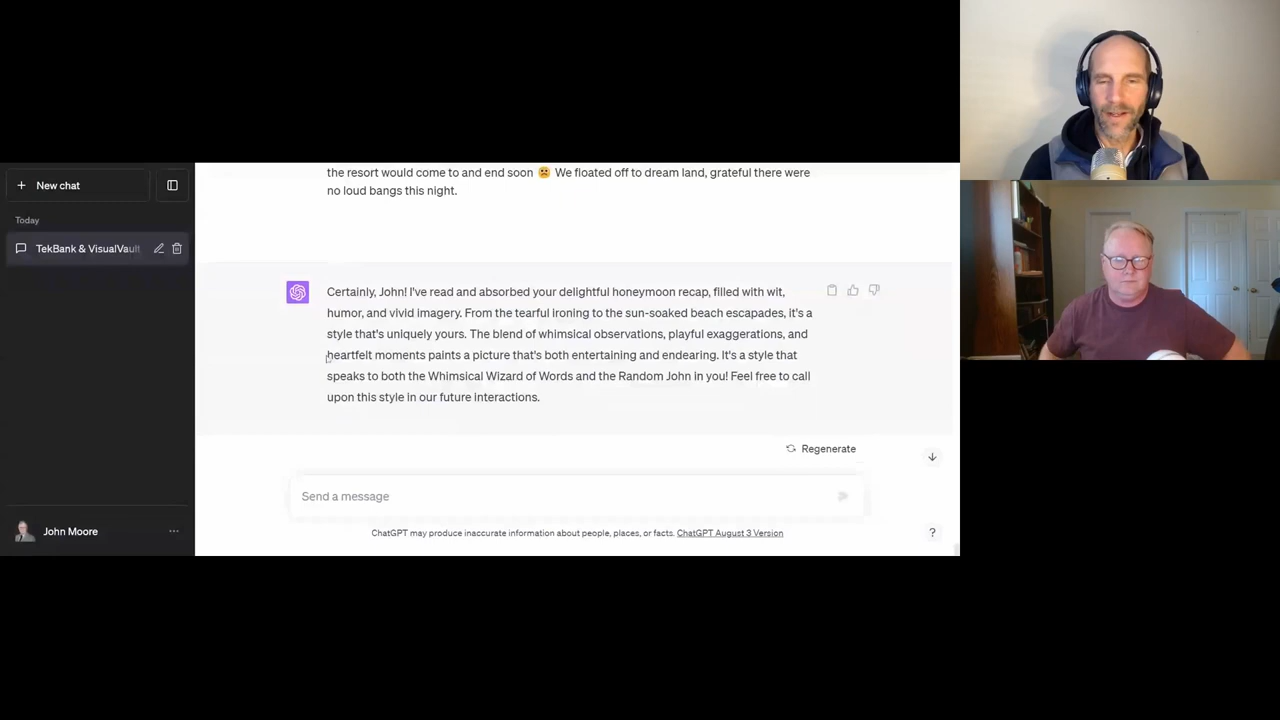 the resort would come to and end soon 😟 We floated off to dream land, grateful there were
no loud bangs this night.
New chat
Today
TekBank & VisualVault
Certainly, John! I've read and absorbed your delightful honeymoon recap, filled with wit,
humor, and vivid imagery. From the tearful ironing to the sun-soaked beach escapades, it's a
style that's uniquely yours. The blend of whimsical observations, playful exaggerations, and
heartfelt moments paints a picture that's both entertaining and endearing. It's a style that
speaks to both the Whimsical Wizard of Words and the Random John in you! Feel free to call
upon this style in our future interactions.
Regenerate
Send a message
John Moore
ChatGPT may produce inaccurate information about people, places, or facts. ChatGPT August 3 Version
?